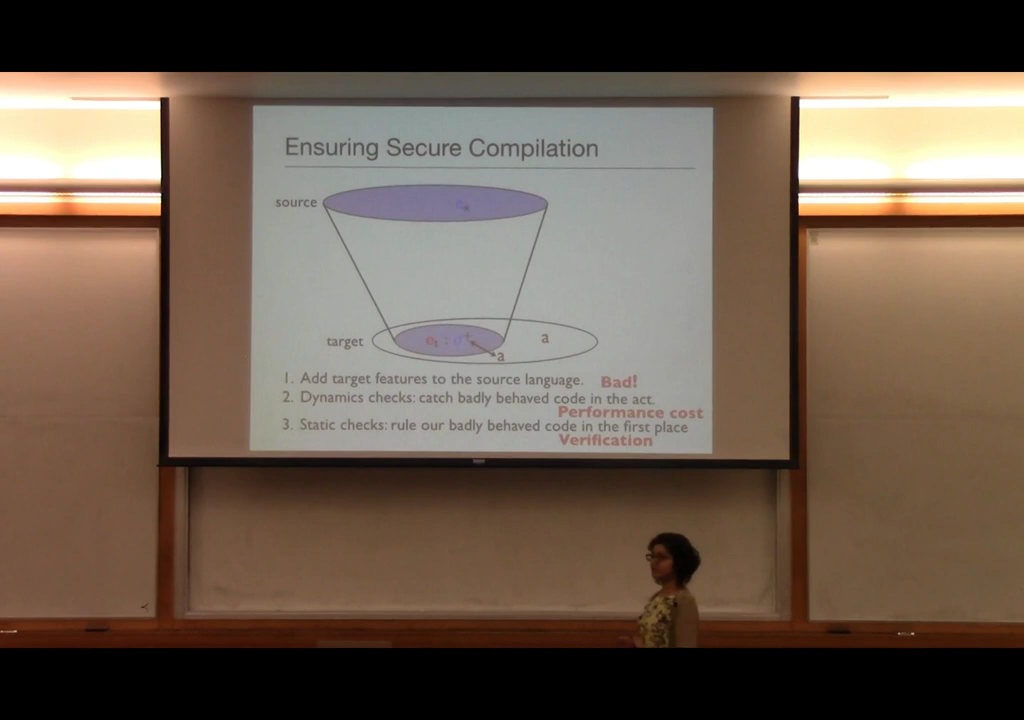 Ensuring Secure Compilation
source
target
a
a
1. Add target features to the source language. Bad!
2. Dynamics checks: catch badly behaved code in the act.
Performance cost
3. Static checks: rule our badly behaved code in the first place
Verification